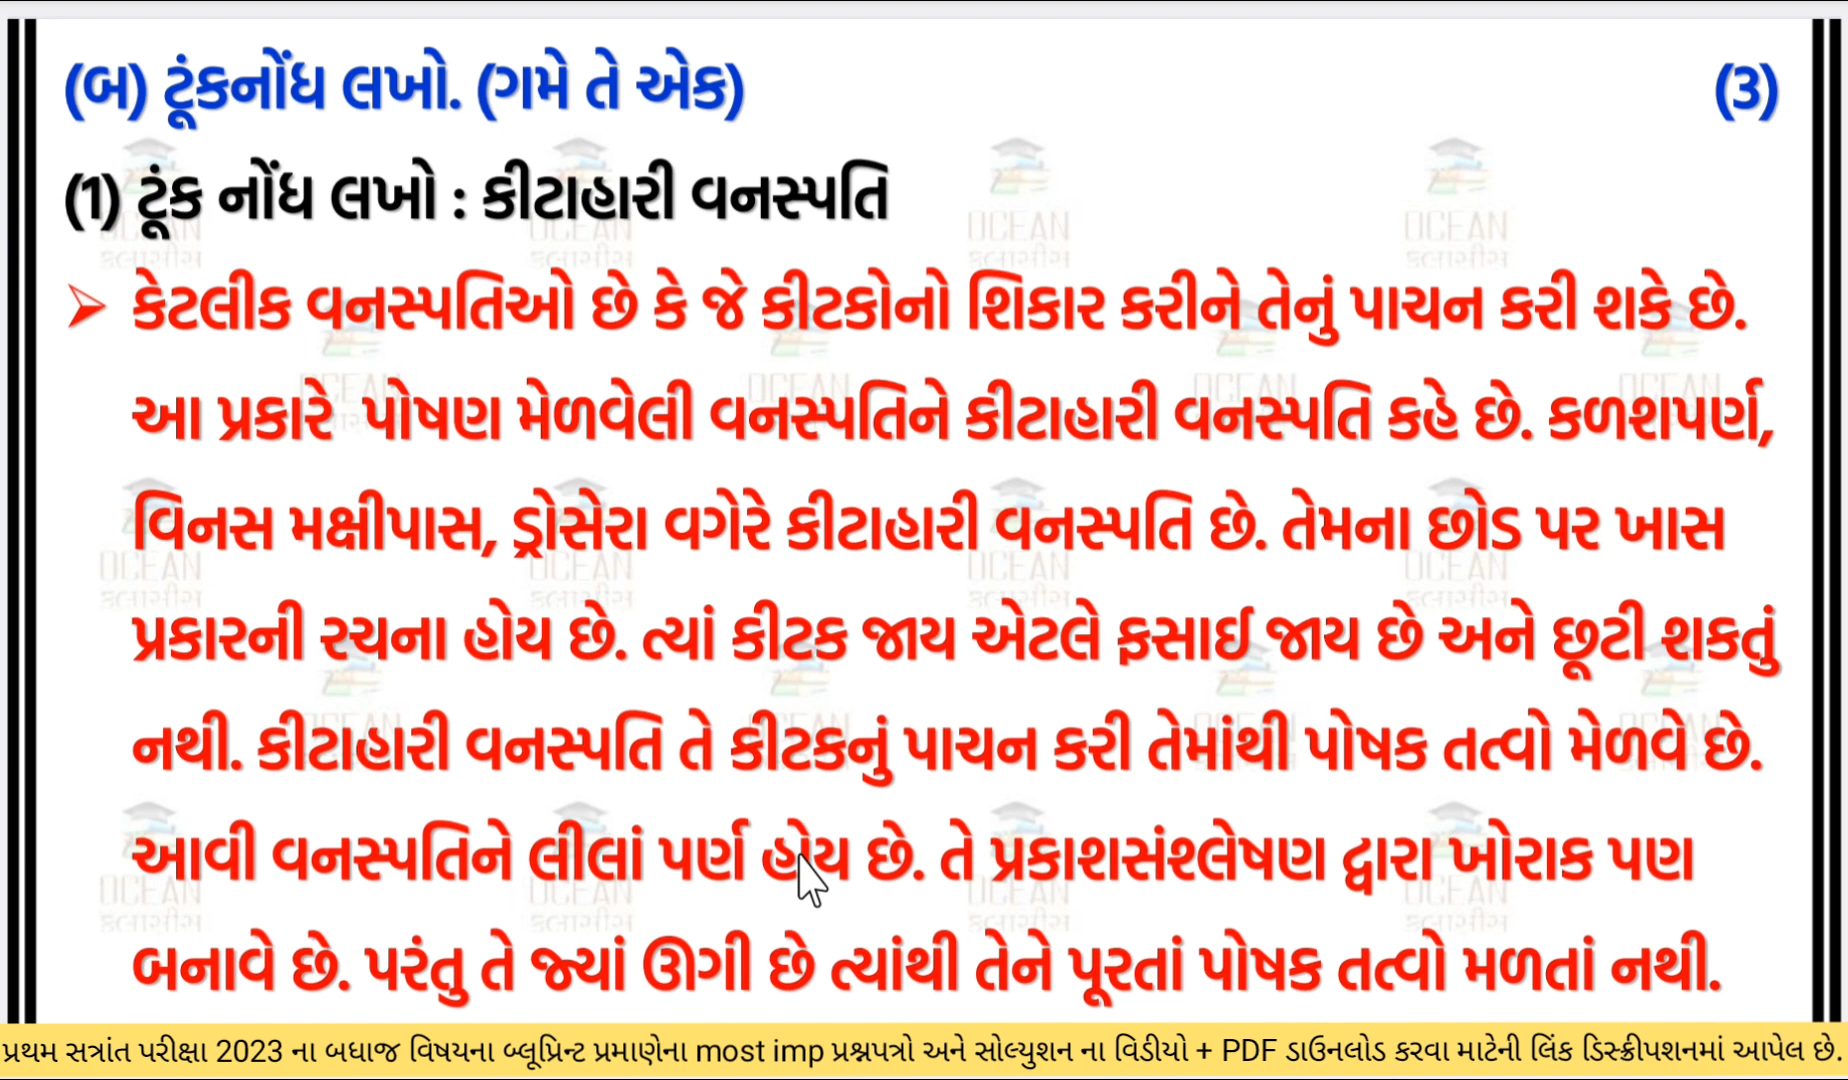 (બ) ટૂંકનોંધ લખો. (ગમે તે એક) (3)
(1) ટૂંક નોંધ લખો : કીટાહારી વનસ્પતિ
➢ કેટલીક વનસ્પતિઓ છે કે જે કીટકોનો શિકાર કરીને તેનું પાચન કરી શકે છે.
આ પ્રકારે પોષણ મેળવેલી વનસ્પતિને કીટાહારી વનસ્પતિ કહે છે. કળશપર્ણ,
વિનસ મક્ષીપાસ, ડ્રોસેરા વગેરે કીટાહારી વનસ્પતિ છે. તેમના છોડ પર ખાસ
પ્રકારની રચના હોય છે. ત્યાં કીટક જાય એટલે ફસાઈ જાય છે અને છૂટી શકતું
નથી. કીટાહારી વનસ્પતિ તે કીટકનું પાચન કરી તેમાંથી પોષક તત્વો મેળવે છે.
આવી વનસ્પતિને લીલાં પર્ણ હોય છે. તે પ્રકાશસંશ્લેષણ દ્વારા ખોરાક પણ
બનાવે છે. પરંતુ તે જ્યાં ઊગી છે ત્યાંથી તેને પૂરતાં પોષક તત્વો મળતાં નથી.
પ્રથમ સત્રાંત પરીક્ષા 2023 ના બધાજ વિષયના બ્લૂપ્રિન્ટ પ્રમાણેના most imp પ્રશ્નપત્રો અને સોલ્યુશન ના વિડીયો + PDF ડાઉનલોડ કરવા માટેની લિંક ડિસ્ક્રીપશનમાં આપેલ છે.